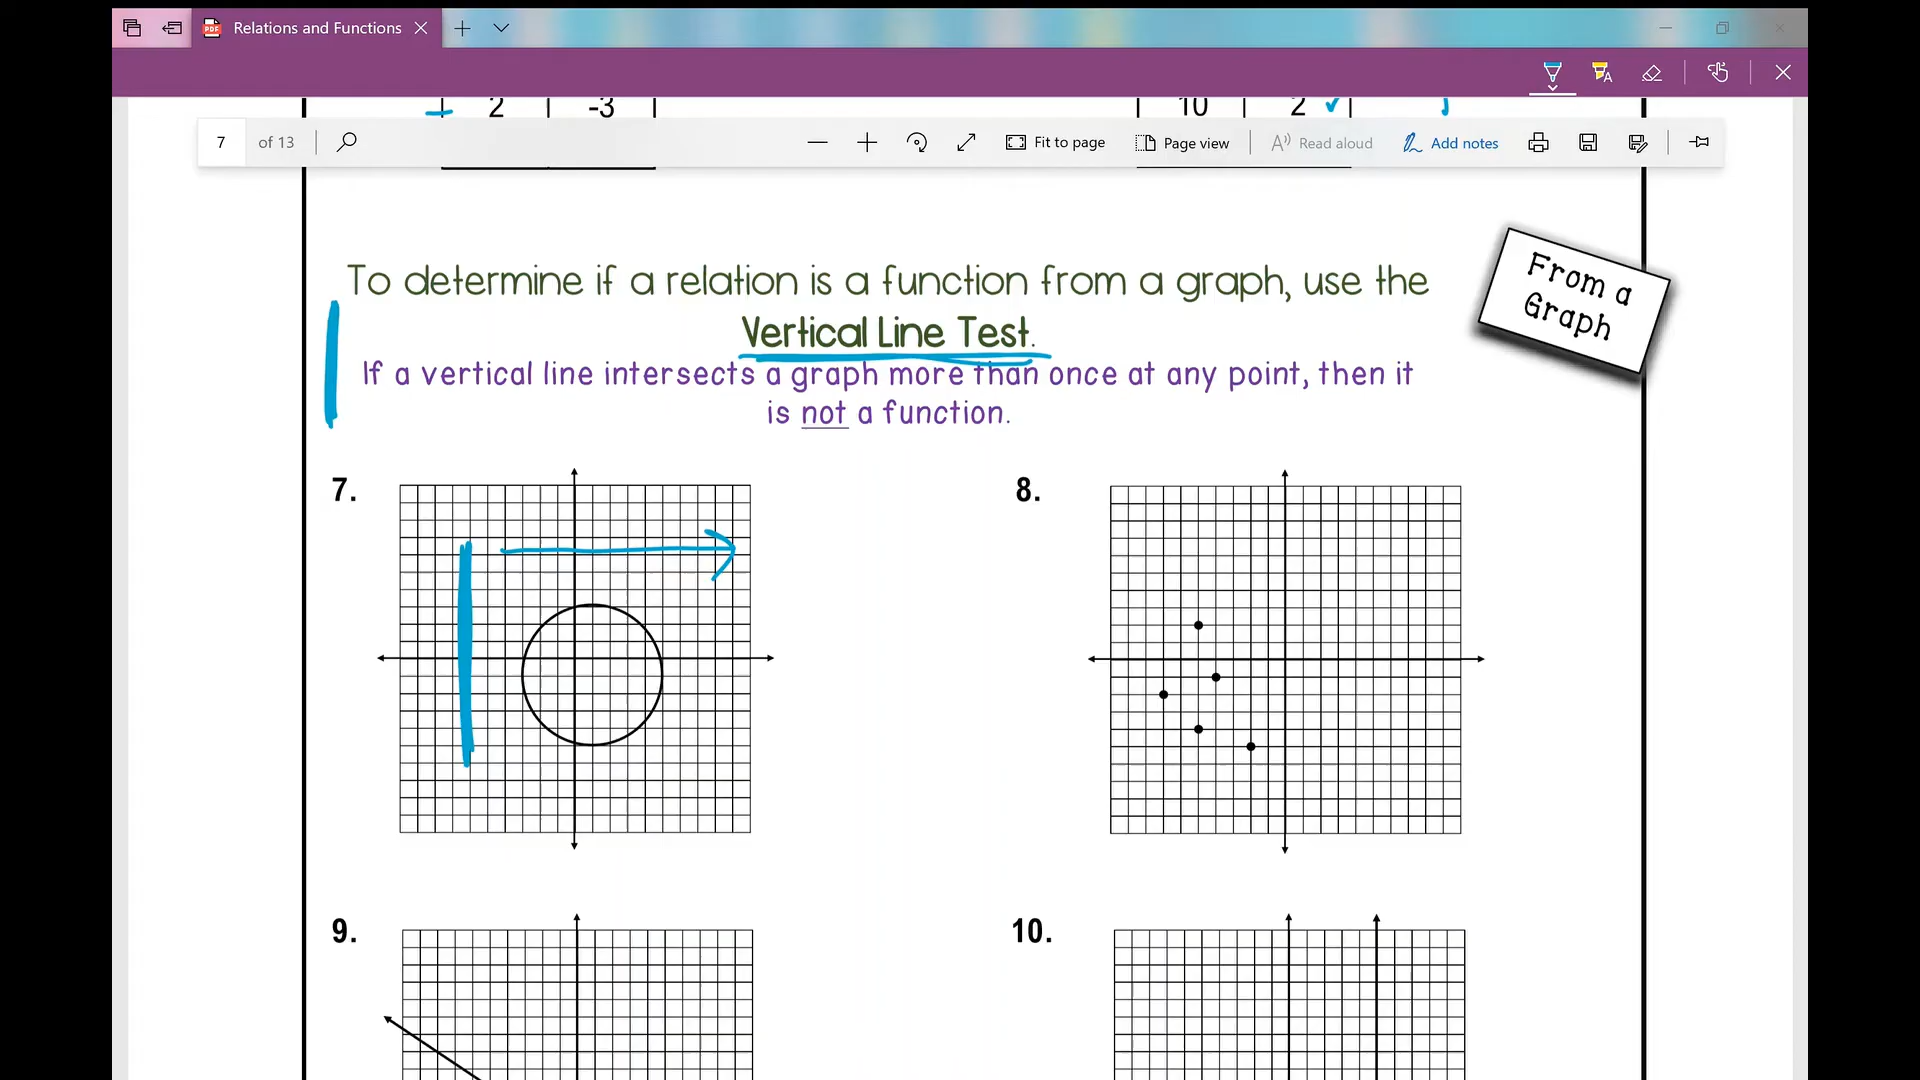 Relations and Functions
2 -3
10 2
7 of 13
Fit to page
Page view
Read aloud
Add notes
From a
Graph
To determine if a relation is a function from a graph, use the
Vertical Line Test.
If a vertical line intersects a graph more than once at any point, then it
is not a function.
7.
8.
9.
10.